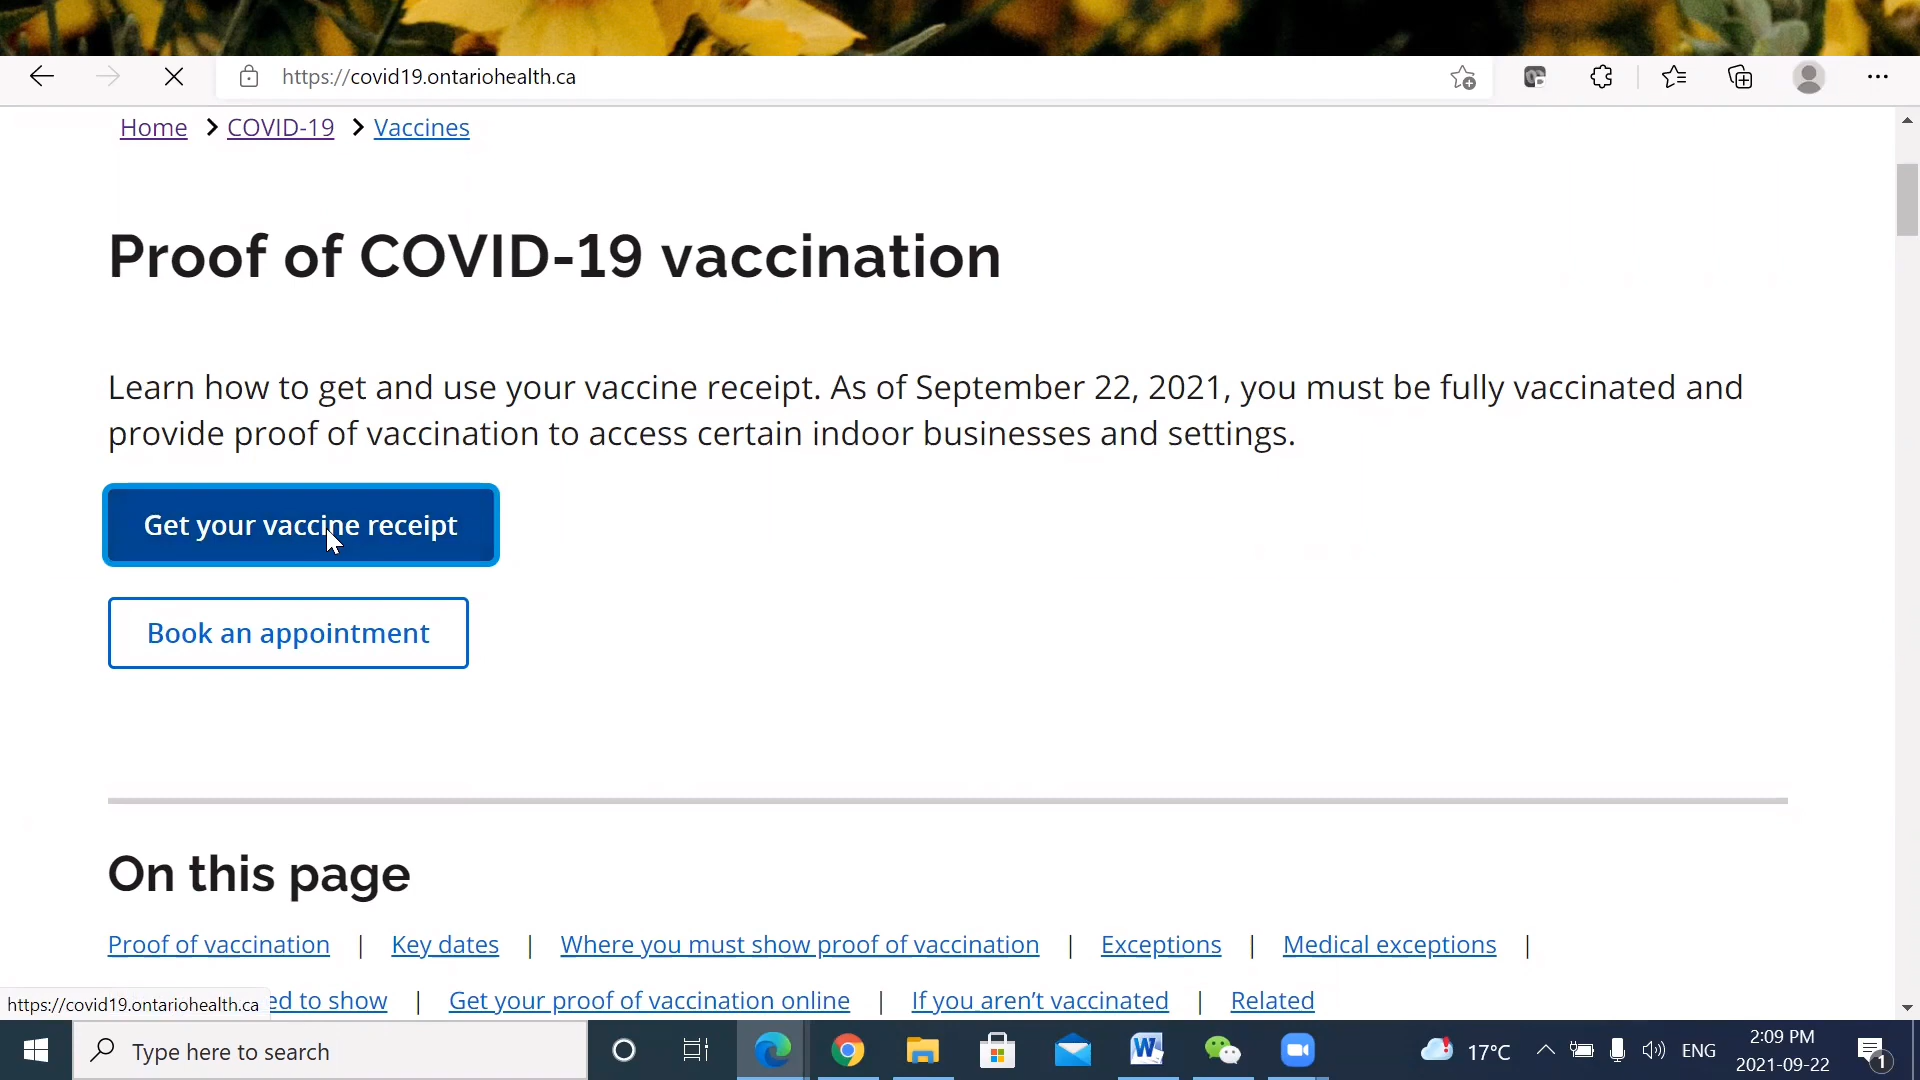 https://covid19.ontariohealth.ca
Home > COVID-19 > Vaccines
Proof of COVID-19 vaccination
Learn how to get and use your vaccine receipt. As of September 22, 2021, you must be fully vaccinated and
provide proof of vaccination to access certain indoor businesses and settings.
Get your vaccine receipt
Book an appointment
On this page
Proof of vaccination | Key dates | Where you must show proof of vaccination | Exceptions | Medical exceptions |
ed to show | Get your proof of vaccination online | If you aren't vaccinated | Related
https://covid19.ontariohealth.ca
Type here to search
17°C
ENG
2:09 PM
2021-09-22
1